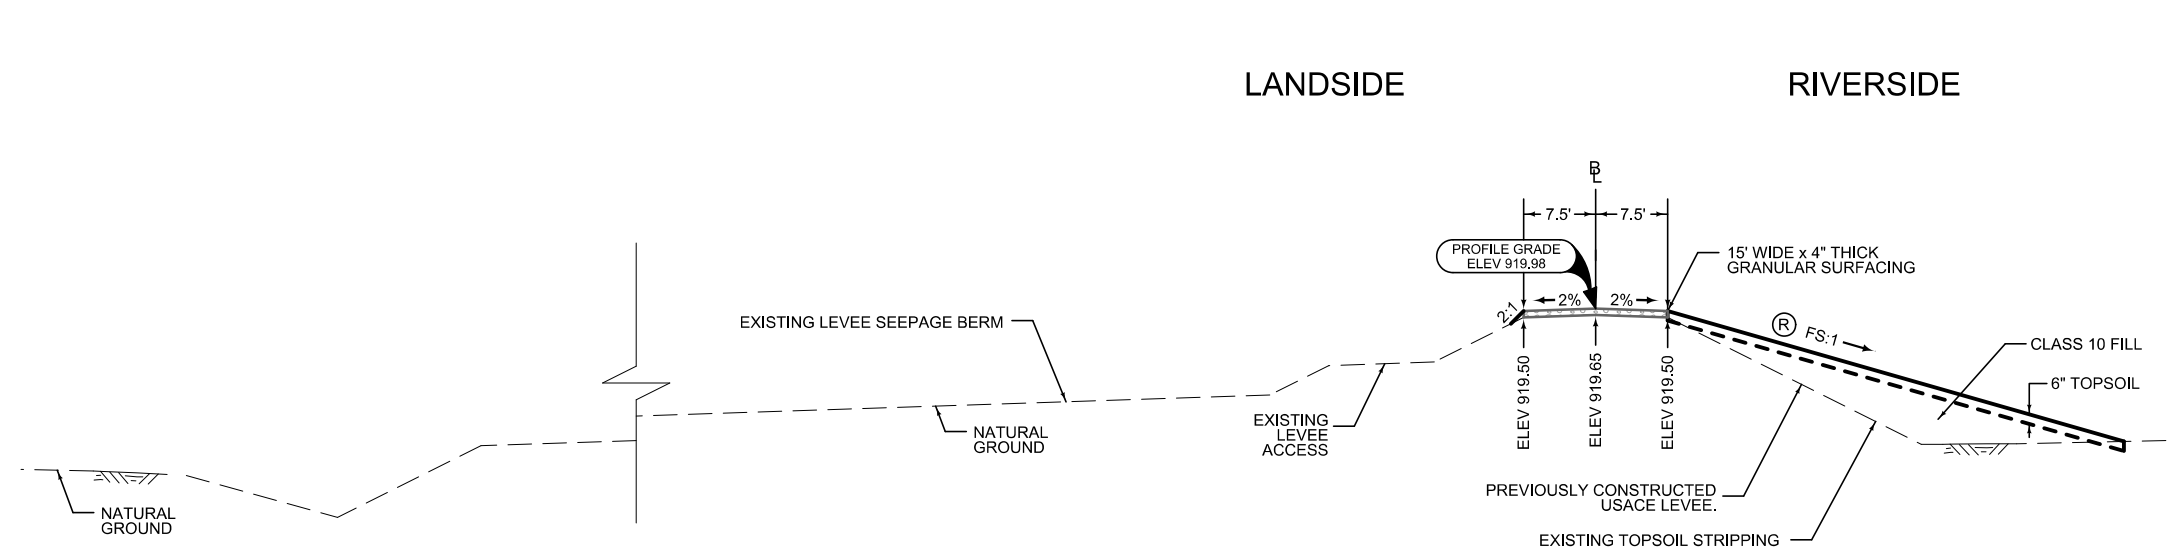 LANDSIDE
RIVERSIDE
BL
7.5'
7.5'
PROFILE GRADE
ELEV 919.98
15' WIDE x 4" THICK
GRANULAR SURFACING
2:1
2%
2%
EXISTING LEVEE SEEPAGE BERM
R
FS:1
CLASS 10 FILL
6" TOPSOIL
ELEV 919.50
ELEV 919.65
ELEV 919.50
EXISTING
LEVEE
ACCESS
NATURAL
GROUND
PREVIOUSLY CONSTRUCTED
USACE LEVEE.
NATURAL
GROUND
EXISTING TOPSOIL STRIPPING